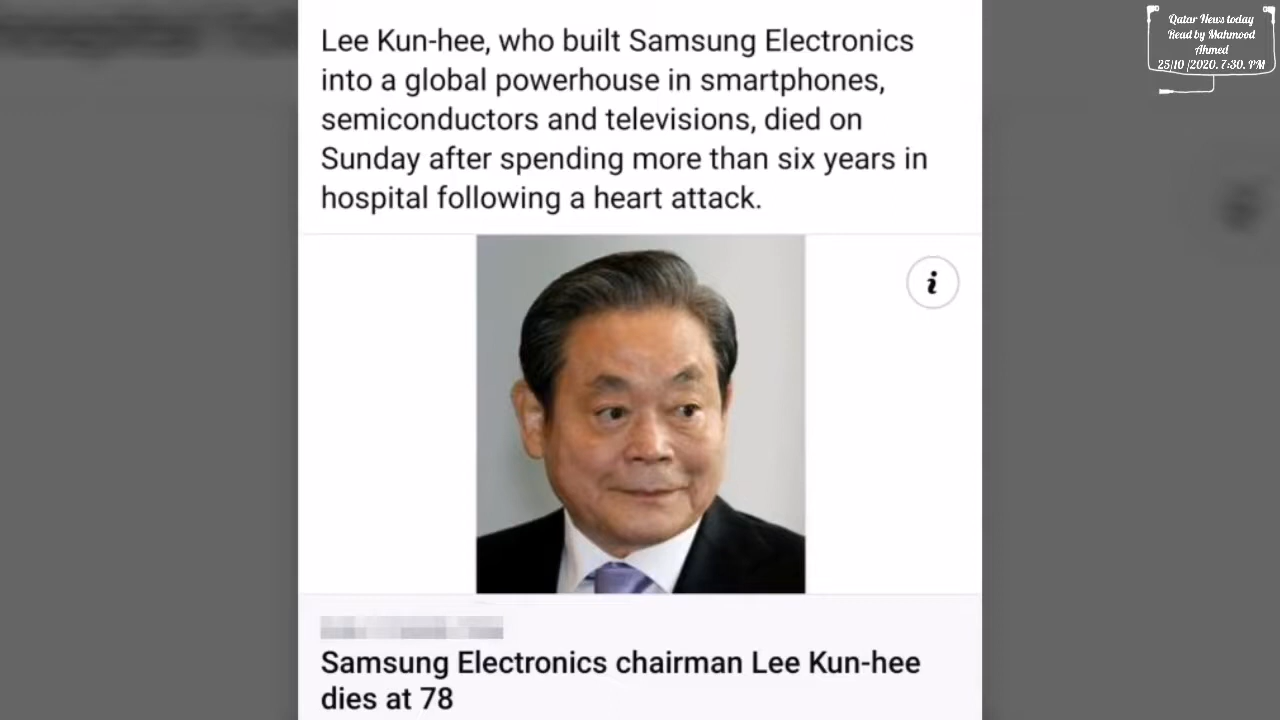 Qatar News today
Read by Mahmood
Ahmed
25/10/2020. 7:30. PM
Lee Kun-hee, who built Samsung Electronics
into a global powerhouse in smartphones,
semiconductors and televisions, died on
Sunday after spending more than six years in
hospital following a heart attack.
i
Samsung Electronics chairman Lee Kun-hee
dies at 78